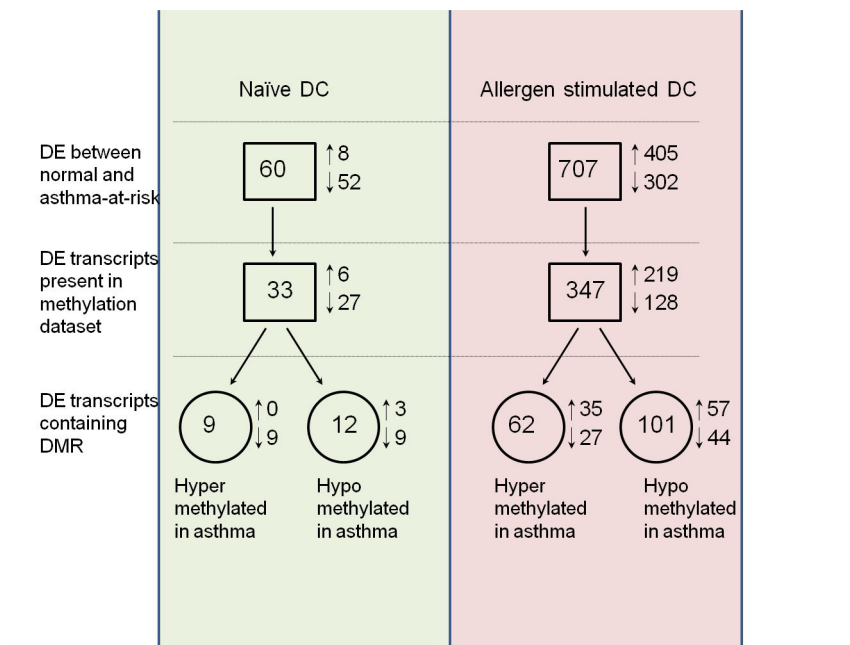 Naïve DC
Allergen stimulated DC
DE between
normal and
asthma-at-risk
60
↑8
↓52
707
↑405
↓302
DE transcripts
present in
methylation
dataset
33
↑6
↓27
347
↑219
↓128
DE transcripts
containing
DMR
9
↑0
↓9
12
↑3
↓9
62
↑35
↓27
101
↑57
↓44
Hyper
methylated
in asthma
Hypo
methylated
in asthma
Hyper
methylated
in asthma
Hypo
methylated
in asthma